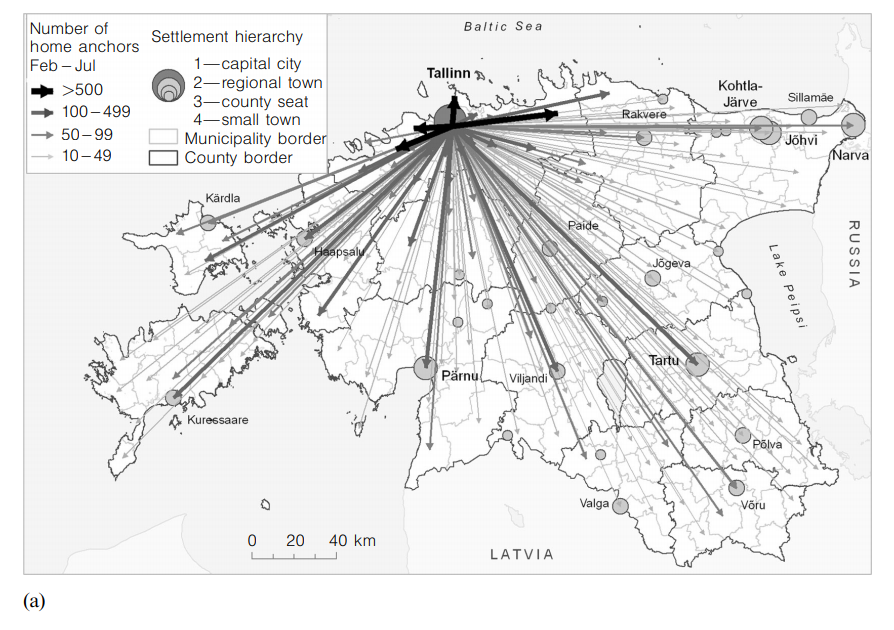 Number of
home anchors
Feb – Jul
>500
100 – 499
50 – 99
10 – 49
Settlement hierarchy
1—capital city
2—regional town
3—county seat
4—small town
Municipality border
County border
Baltic Sea
Tallinn
Kohtla-
Järve
Sillamäe
Rakvere
Jõhvi
Narva
Kärdla
Haapsalu
Paide
Jõgeva
RUSSIA
Lake Peipsi
Tartu
Pärnu
Viljandi
Kuressaare
Põlva
Valga
Võru
0 20 40 km
LATVIA
(a)